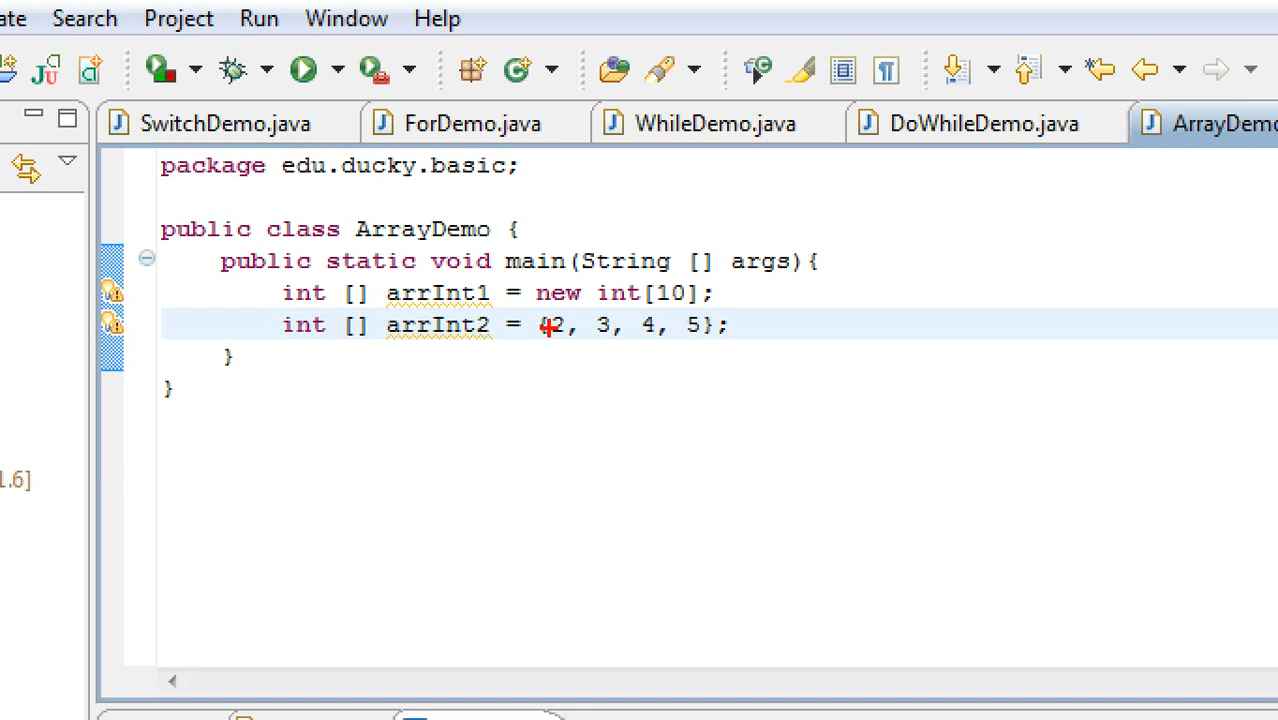 ate Search Project Run Window Help
SwitchDemo.java ForDemo.java WhileDemo.java DoWhileDemo.java ArrayDemo
package edu.ducky.basic;
public class ArrayDemo {
public static void main(String [] args){
int [] arrInt1 = new int[10];
int [] arrInt2 = {2, 3, 4, 5};
}
}
1.6]